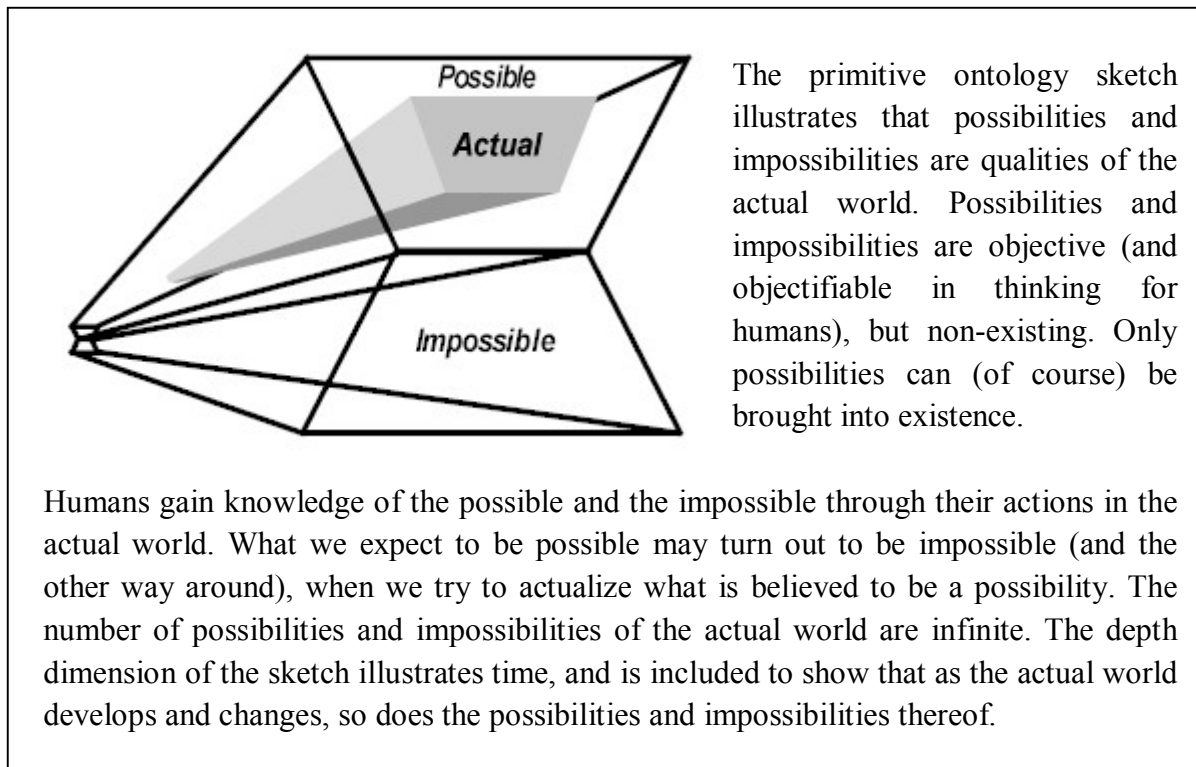 Possible
Actual
Impossible
The primitive ontology sketch
illustrates that possibilities and
impossibilities are qualities of the
actual world. Possibilities and
impossibilities are objective (and
objectifiable in thinking for
humans), but non-existing. Only
possibilities can (of course) be
brought into existence.
Humans gain knowledge of the possible and the impossible through their actions in the
actual world. What we expect to be possible may turn out to be impossible (and the
other way around), when we try to actualize what is believed to be a possibility. The
number of possibilities and impossibilities of the actual world are infinite. The depth
dimension of the sketch illustrates time, and is included to show that as the actual world
develops and changes, so does the possibilities and impossibilities thereof.